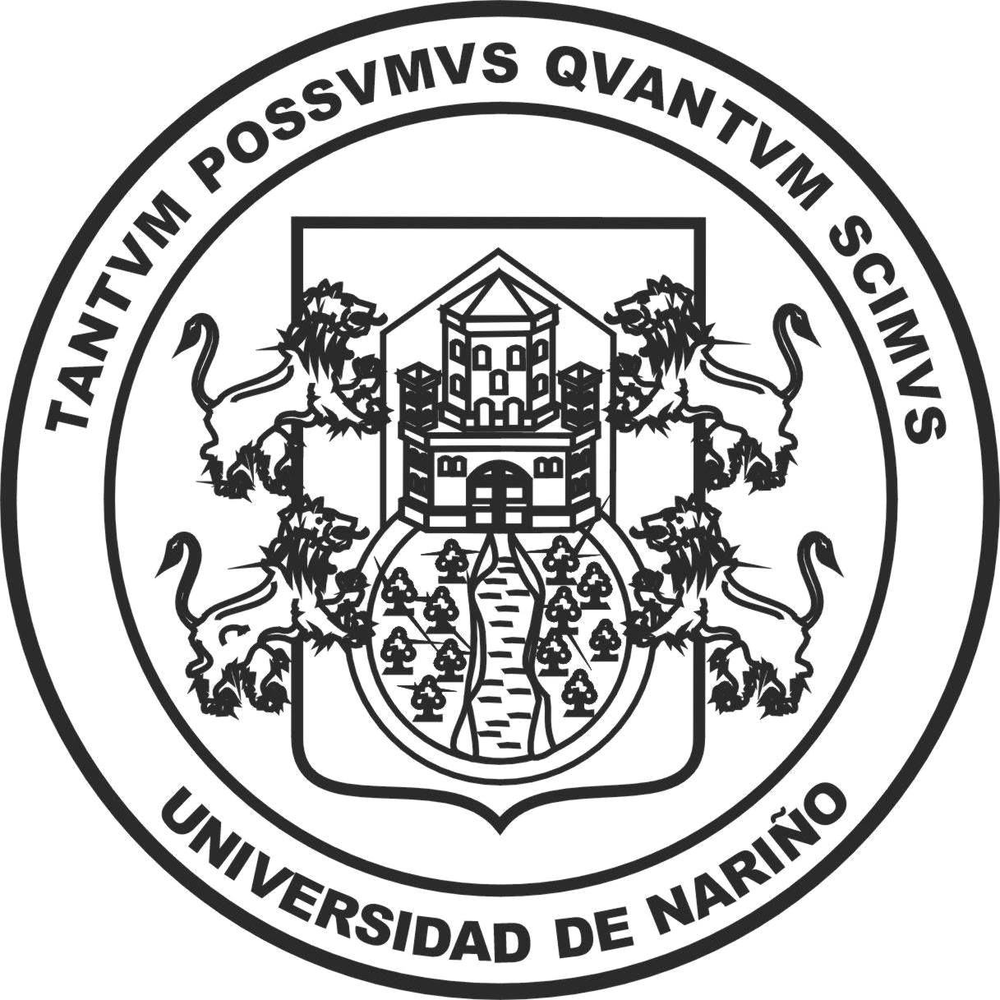 TANTVM POSSVMVS QVANTVM SCIMVS
UNIVERSIDAD DE NARIÑO